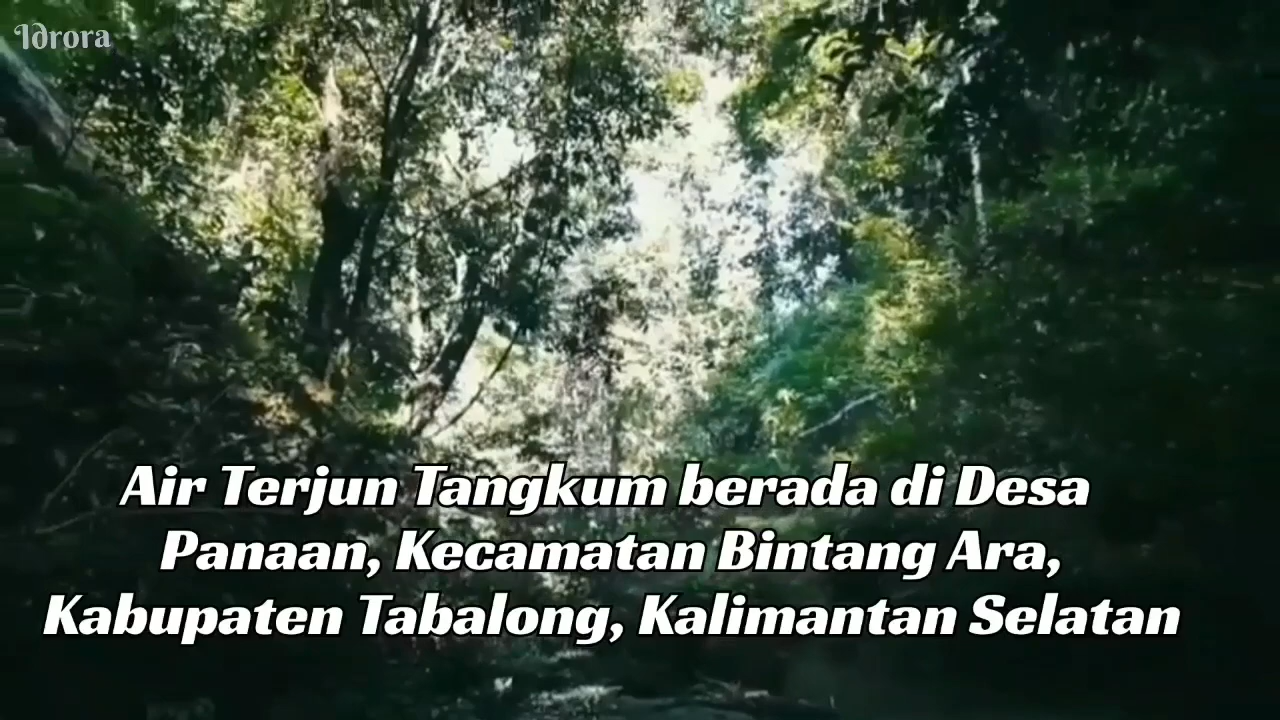 Idrora
Air Terjun Tangkum berada di Desa
Panaan, Kecamatan Bintang Ara,
Kabupaten Tabalong, Kalimantan Selatan